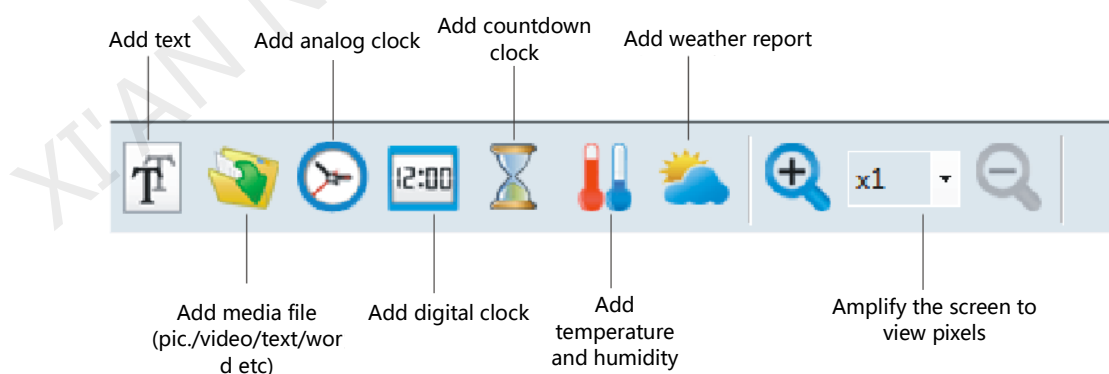 Add text
Add analog clock
Add countdown
clock
Add weather report
XI'AN
12:00
x1
Add media file
(pic./video/text/wor
d etc)
Add digital clock
Add
temperature
and humidity
Amplify the screen to
view pixels